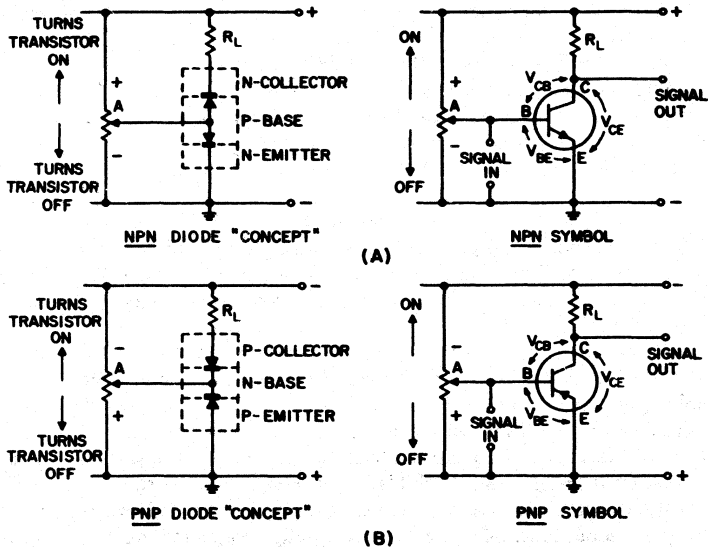 +
TURNS
TRANSISTOR
ON
+
A
−
TURNS
TRANSISTOR
OFF
R_L
N-COLLECTOR
P-BASE
N-EMITTER
−
NPN DIODE "CONCEPT"
+
ON
+
A
−
OFF
R_L
V_CB
C
B
V_CE
V_BE
E
SIGNAL
IN
SIGNAL
OUT
−
NPN SYMBOL
(A)
−
TURNS
TRANSISTOR
ON
−
A
+
TURNS
TRANSISTOR
OFF
R_L
P-COLLECTOR
N-BASE
P-EMITTER
+
PNP DIODE "CONCEPT"
−
ON
−
A
+
OFF
R_L
V_CB
C
B
V_CE
V_BE
E
SIGNAL
IN
SIGNAL
OUT
+
PNP SYMBOL
(B)